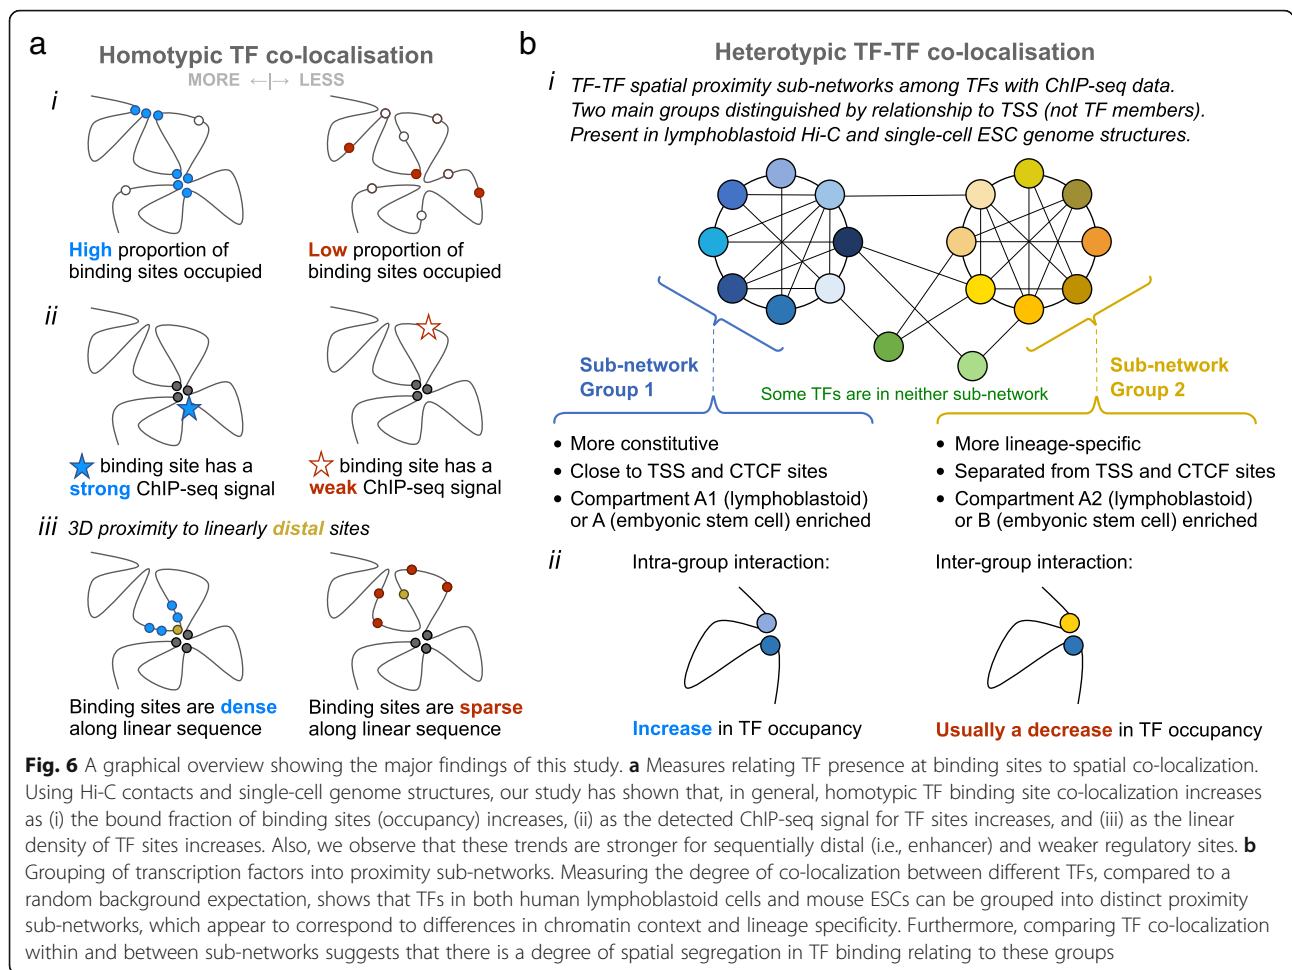 a
Homotypic TF co-localisation
MORE ←|→ LESS
i
High proportion of
binding sites occupied
Low proportion of
binding sites occupied
ii
binding site has a
strong ChIP-seq signal
binding site has a
weak ChIP-seq signal
iii 3D proximity to linearly distal sites
Binding sites are dense
along linear sequence
Binding sites are sparse
along linear sequence
b
Heterotypic TF-TF co-localisation
i TF-TF spatial proximity sub-networks among TFs with ChIP-seq data.
Two main groups distinguished by relationship to TSS (not TF members).
Present in lymphoblastoid Hi-C and single-cell ESC genome structures.
Sub-network
Group 1
Some TFs are in neither sub-network
Sub-network
Group 2
• More constitutive
• Close to TSS and CTCF sites
• Compartment A1 (lymphoblastoid)
or A (embyonic stem cell) enriched
• More lineage-specific
• Separated from TSS and CTCF sites
• Compartment A2 (lymphoblastoid)
or B (embyonic stem cell) enriched
ii
Intra-group interaction:
Increase in TF occupancy
Inter-group interaction:
Usually a decrease in TF occupancy
Fig. 6 A graphical overview showing the major findings of this study. a Measures relating TF presence at binding sites to spatial co-localization.
Using Hi-C contacts and single-cell genome structures, our study has shown that, in general, homotypic TF binding site co-localization increases
as (i) the bound fraction of binding sites (occupancy) increases, (ii) as the detected ChIP-seq signal for TF sites increases, and (iii) as the linear
density of TF sites increases. Also, we observe that these trends are stronger for sequentially distal (i.e., enhancer) and weaker regulatory sites. b
Grouping of transcription factors into proximity sub-networks. Measuring the degree of co-localization between different TFs, compared to a
random background expectation, shows that TFs in both human lymphoblastoid cells and mouse ESCs can be grouped into distinct proximity
sub-networks, which appear to correspond to differences in chromatin context and lineage specificity. Furthermore, comparing TF co-localization
within and between sub-networks suggests that there is a degree of spatial segregation in TF binding relating to these groups